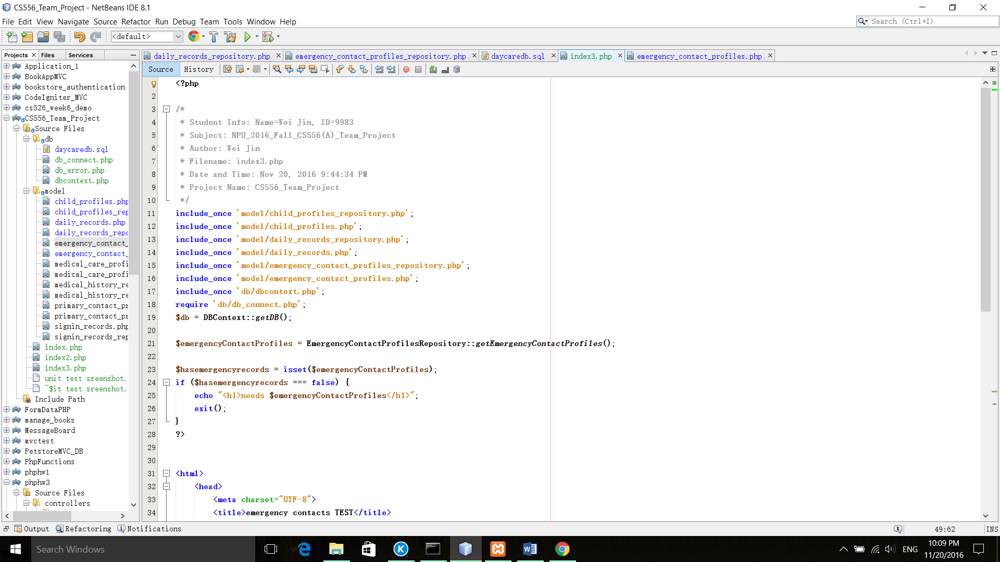 CS556_Team_Project - NetBeans IDE 8.1
File Edit View Navigate Source Refactor Run Debug Team Tools Window Help
Search (Ctrl+I)
<default>
Projects Files Services
Application_1
BookAppMVC
bookstore_authentication
CodeIgniter_MVC
cs526_week6_demo
CS556_Team_Project
Source Files
db
daycaredb.sql
db_connect.php
db_error.php
dbcontext.php
model
child_profiles.php
child_profiles_rep
daily_records.php
daily_records_repo
emergency_contact_
emergency_contact_
medical_care_profi
medical_care_profi
medical_history_re
medical_history_re
primary_contact_pr
primary_contact_pr
signin_records.php
signin_records_rep
index.php
index2.php
index3.php
unit test sreenshot.
~$it test sreenshot.
Include Path
FormDataPHP
manage_books
MessageBoard
mvctest
PetstoreMVC_DB
PhpFunctions
phphw1
phphw3
Source Files
controllers
daily_records_repository.php emergency_contact_profiles_repository.php daycaredb.sql index3.php emergency_contact_profiles.php
Source History
<?php
2
3 /*
4 * Student Info: Name=Wei Jin, ID=9983
5 * Subject: NPU_2016_Fall_CS556(A)_Team_Project
6 * Author: Wei Jin
7 * Filename: index3.php
8 * Date and Time: Nov 20, 2016 9:44:34 PM
9 * Project Name: CS556_Team_Project
10 */
11 include_once 'model/child_profiles_repository.php';
12 include_once 'model/child_profiles.php';
13 include_once 'model/daily_records_repository.php';
14 include_once 'model/daily_records.php';
15 include_once 'model/emergency_contact_profiles_repository.php';
16 include_once 'model/emergency_contact_profiles.php';
17 include_once 'db/dbcontext.php';
18 require 'db/db_connect.php';
19 $db = DBContext::getDB();
20
21 $emergencyContactProfiles = EmergencyContactProfilesRepository::getEmergencyContactProfiles();
22
23 $hasemergencyrecords = isset($emergencyContactProfiles);
24 if ($hasemergencyrecords === false) {
25 echo "<h1>needs $emergencyContactProfiles</h1>";
26 exit();
27 }
28 ?>
29
30
31 <html>
32 <head>
33 <meta charset="UTF-8">
34 <title>emergency contacts TEST</title>
Output Refactoring Notifications
49:62 INS
Search Windows
ENG
10:09 PM
11/20/2016